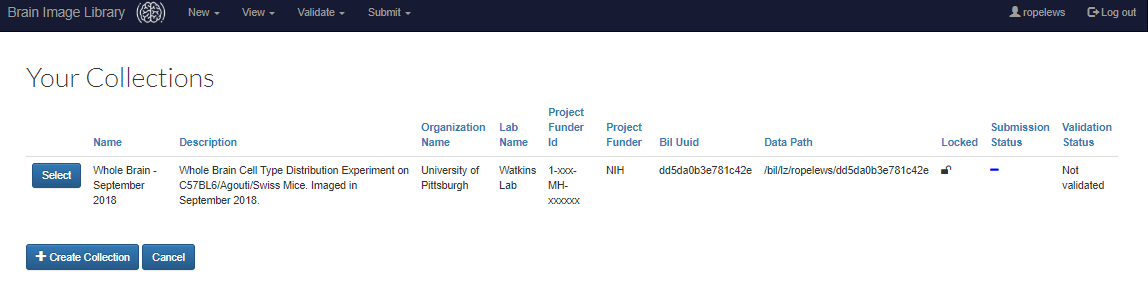 Brain Image Library New View Validate Submit ropelews Log out
Your Collections
Project
Organization Lab Funder Project Submission Validation
Name Description Name Name Id Funder Bil Uuid Data Path Locked Status Status
Select Whole Brain - Whole Brain Cell Type Distribution Experiment on University of Watkins 1-xxx- NIH dd5da0b3e781c42e /bil/lz/ropelews/dd5da0b3e781c42e Not
September C57BL6/Agouti/Swiss Mice. Imaged in Pittsburgh Lab MH- validated
2018 September 2018. xxxxxx
Create Collection Cancel